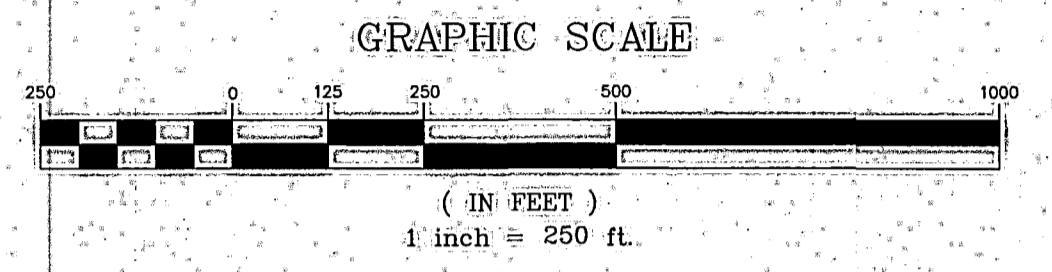 GRAPHIC SCALE
250 0 125 250 500 1000
( IN FEET )
1 inch = 250 ft.